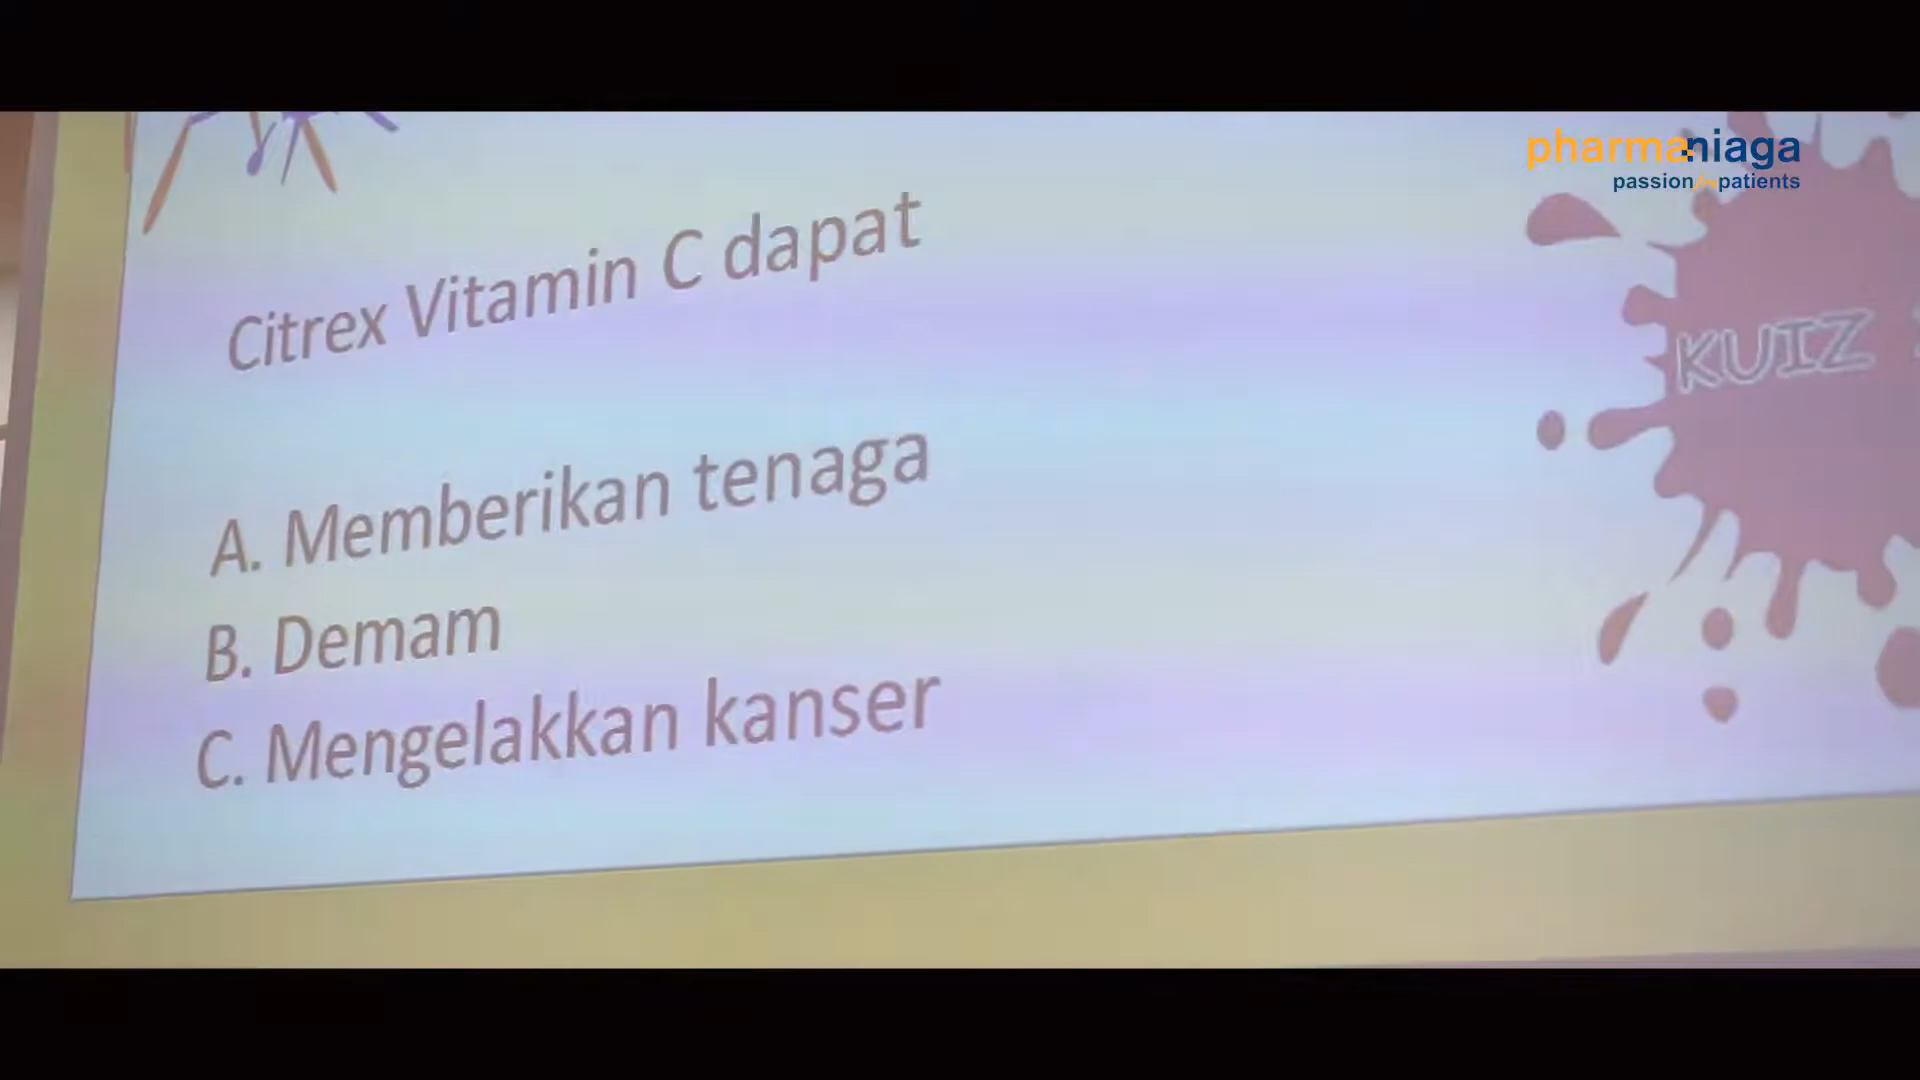 pharmaniaga
passion for patients
Citrex Vitamin C dapat
KUIZ
A. Memberikan tenaga
B. Demam
C. Mengelakkan kanser